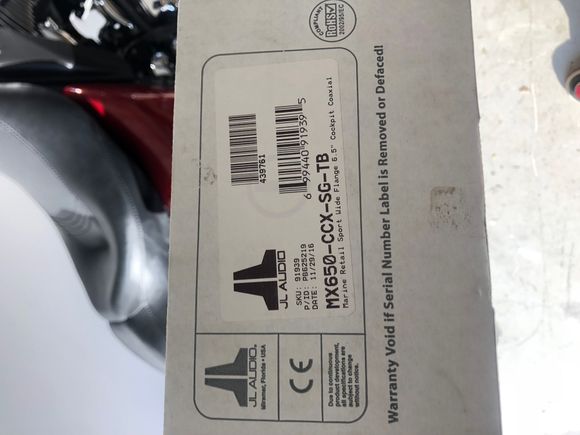 COMPLIANT
RoHS
2002/95/EC
439761
6 99440 91939 5
JL AUDIO
SKU: 91939
P/ID: PB625219
DATE: 11/29/16
MX650-CCX-SG-TB
Marine Retail Sport Wide Flange 6.5" Cockpit Coaxial
JL AUDIO®
Miramar, Florida • USA
CE
Due to continuous
product development,
all specifications are
subject to change
without notice.
Warranty Void if Serial Number Label is Removed or Defaced!